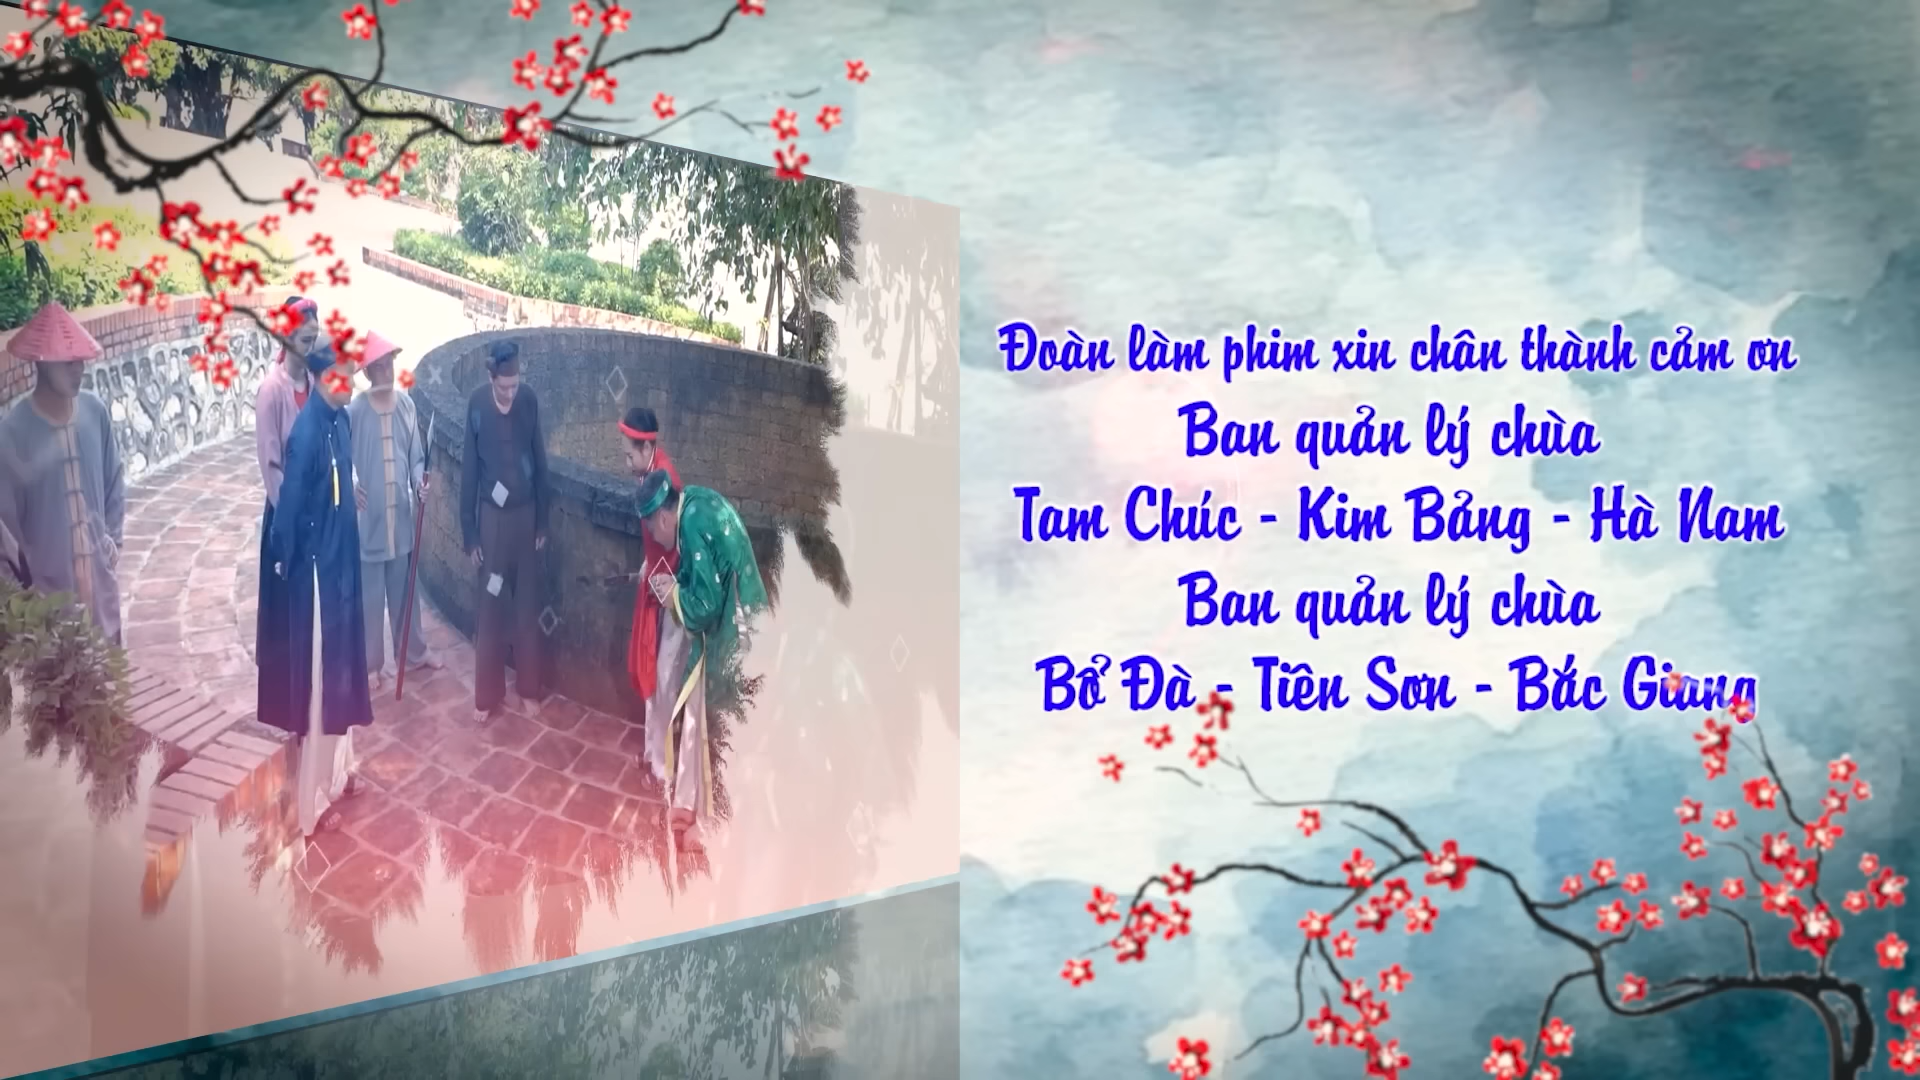 Đoàn làm phim xin chân thành cảm ơn
Ban quản lý chùa
Tam Chúc - Kim Bảng - Hà Nam
Ban quản lý chùa
Bổ Đà - Tiên Sơn - Bắc Giang